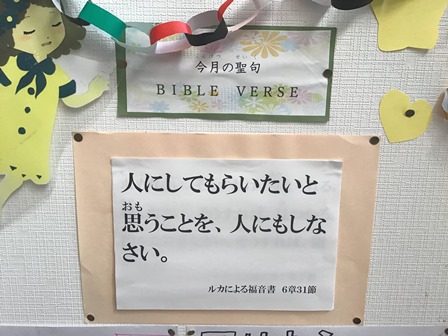 今月の聖句
BIBLE VERSE
人にしてもらいたいと
思うことを、人にもしな
さい。
ルカによる福音書 6章31節